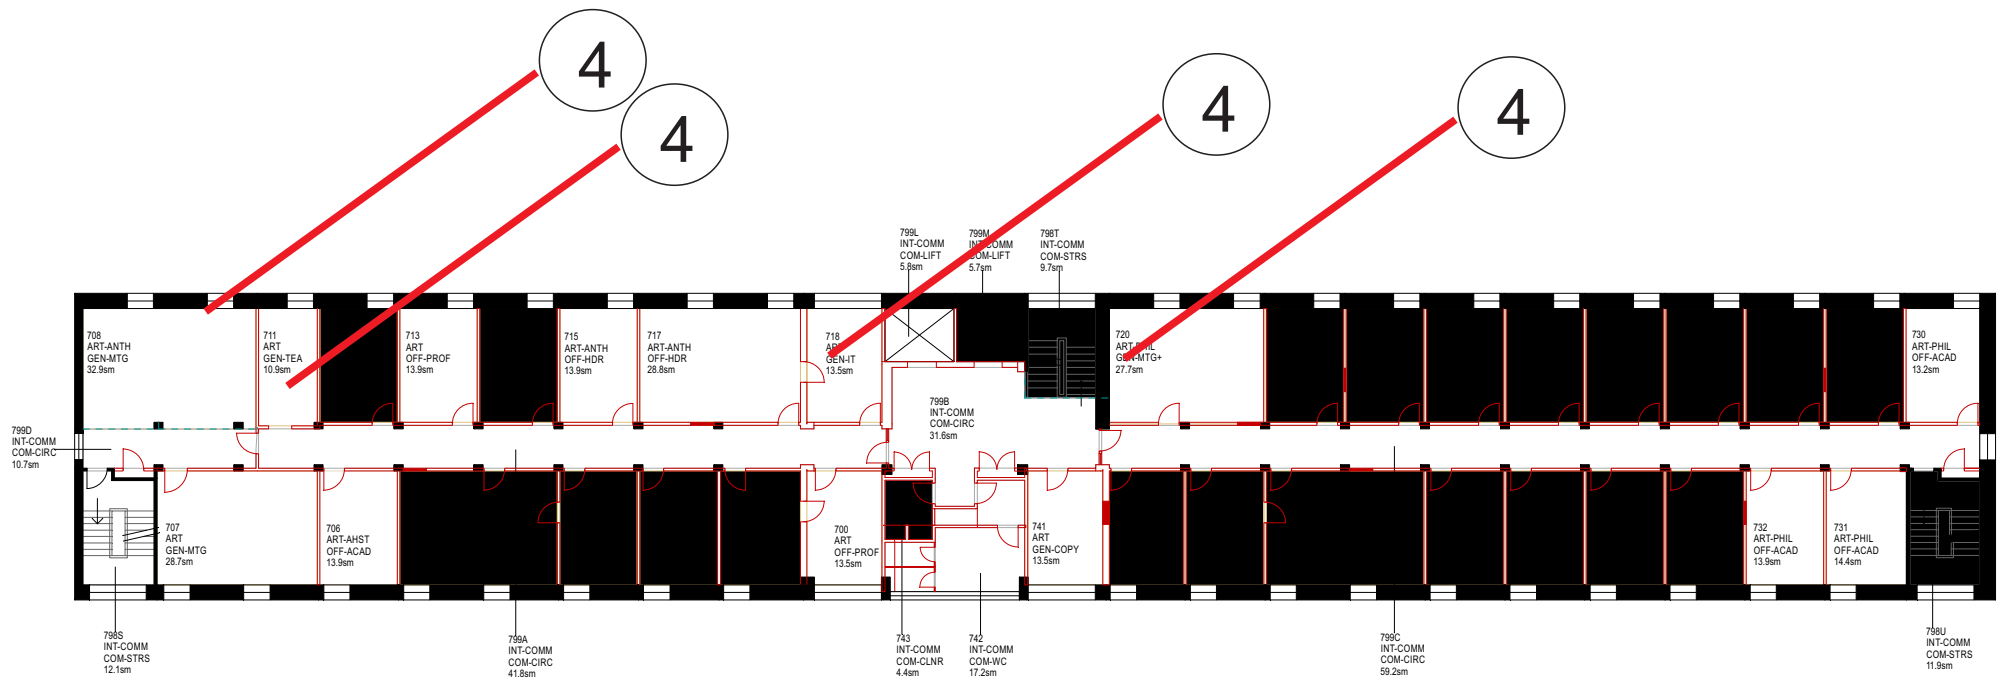 4
4
4
4
799L
INT-COMM
COM-LIFT
5.8sm
799M
INT-COMM
COM-LIFT
5.7sm
798T
INT-COMM
COM-STRS
9.7sm
708
ART-ANTH
GEN-MTG
32.9sm
711
ART
GEN-TEA
10.9sm
713
ART
OFF-PROF
13.9sm
715
ART-ANTH
OFF-HDR
13.9sm
717
ART-ANTH
OFF-HDR
28.8sm
718
ART
GEN-IT
13.5sm
720
ART-PHIL
GEN-MTG+
27.7sm
730
ART-PHIL
OFF-ACAD
13.2sm
799B
INT-COMM
COM-CIRC
31.6sm
799D
INT-COMM
COM-CIRC
10.7sm
707
ART
GEN-MTG
28.7sm
706
ART-AHST
OFF-ACAD
13.9sm
700
ART
OFF-PROF
13.5sm
741
ART
GEN-COPY
13.5sm
732
ART-PHIL
OFF-ACAD
13.9sm
731
ART-PHIL
OFF-ACAD
14.4sm
798S
INT-COMM
COM-STRS
12.1sm
799A
INT-COMM
COM-CIRC
41.8sm
743
INT-COMM
COM-CLNR
4.4sm
742
INT-COMM
COM-WC
17.2sm
799C
INT-COMM
COM-CIRC
59.2sm
798U
INT-COMM
COM-STRS
11.9sm